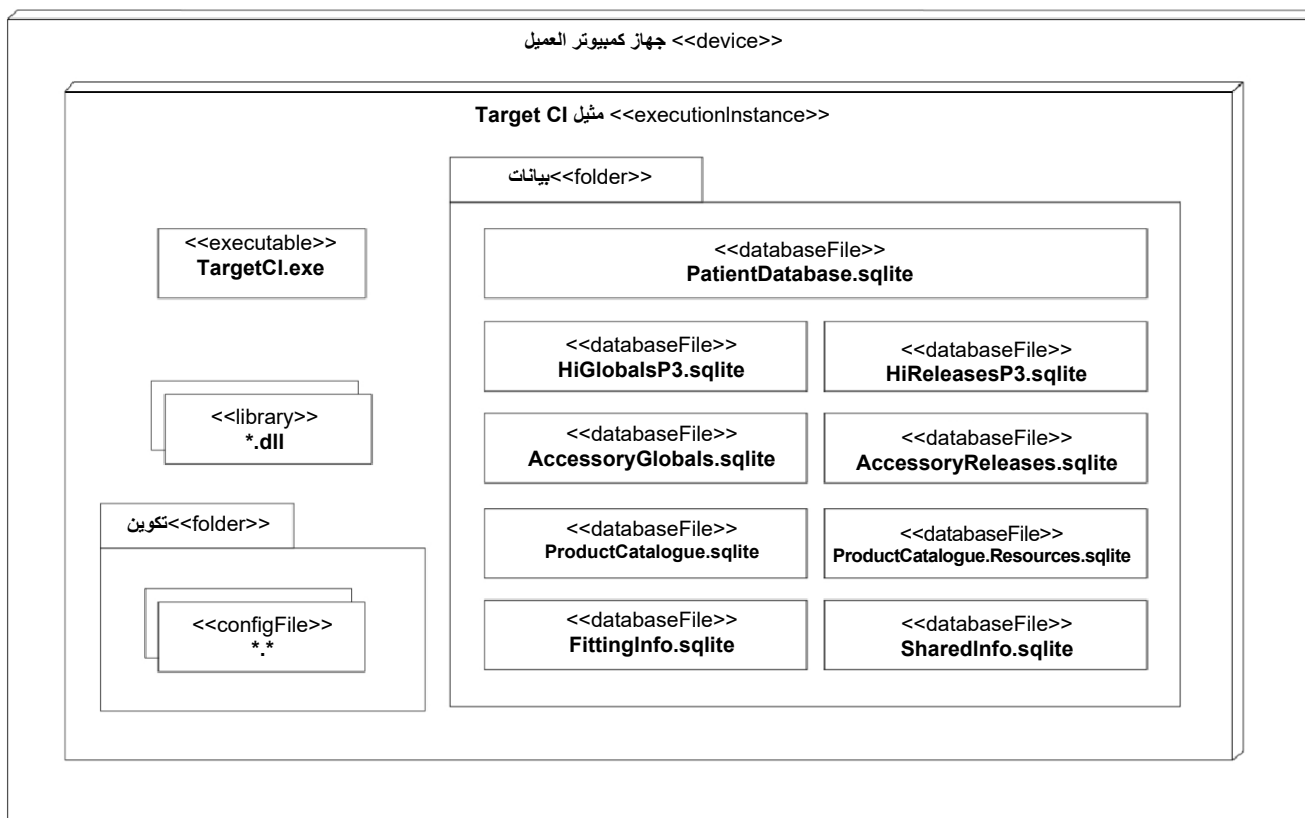 <<device>> جهاز كمبيوتر العميل
<<executionInstance>> مثيل Target CI
<<folder>>بيانات
<<executable>>
TargetCI.exe
<<databaseFile>>
PatientDatabase.sqlite
<<databaseFile>>
HiGlobalsP3.sqlite
<<databaseFile>>
HiReleasesP3.sqlite
<<library>>
*.dll
<<databaseFile>>
AccessoryGlobals.sqlite
<<databaseFile>>
AccessoryReleases.sqlite
<<folder>>تكوين
<<databaseFile>>
ProductCatalogue.sqlite
<<databaseFile>>
ProductCatalogue.Resources.sqlite
<<configFile>>
*.*
<<databaseFile>>
FittingInfo.sqlite
<<databaseFile>>
SharedInfo.sqlite